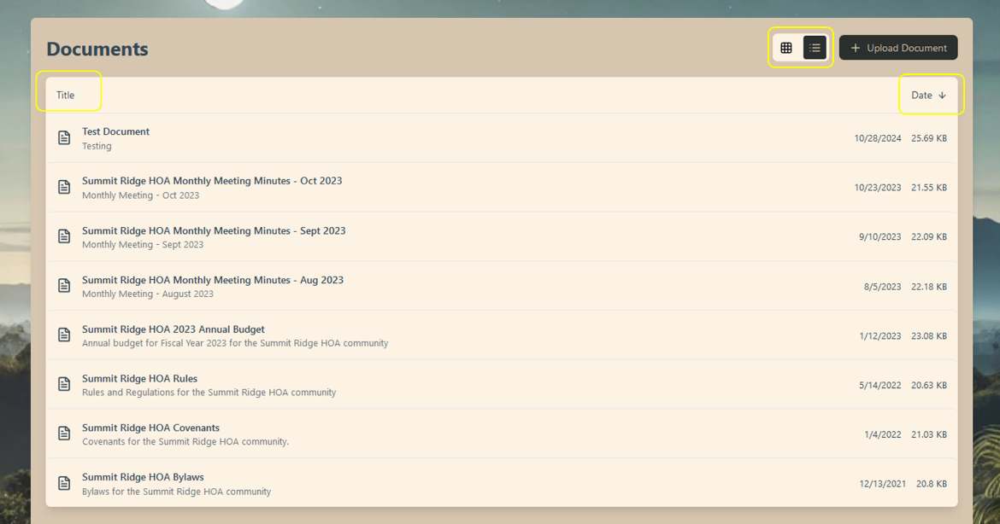 Documents
Upload Document
Title
Date
Test Document
Testing
10/28/2024 25.69 KB
Summit Ridge HOA Monthly Meeting Minutes - Oct 2023
Monthly Meeting - Oct 2023
10/23/2023 21.55 KB
Summit Ridge HOA Monthly Meeting Minutes - Sept 2023
Monthly Meeting - Sept 2023
9/10/2023 22.09 KB
Summit Ridge HOA Monthly Meeting Minutes - Aug 2023
Monthly Meeting - August 2023
8/5/2023 22.18 KB
Summit Ridge HOA 2023 Annual Budget
Annual budget for Fiscal Year 2023 for the Summit Ridge HOA community
1/12/2023 23.08 KB
Summit Ridge HOA Rules
Rules and Regulations for the Summit Ridge HOA community
5/14/2022 20.63 KB
Summit Ridge HOA Covenants
Covenants for the Summit Ridge HOA community.
1/4/2022 21.03 KB
Summit Ridge HOA Bylaws
Bylaws for the Summit Ridge HOA community
12/13/2021 20.8 KB